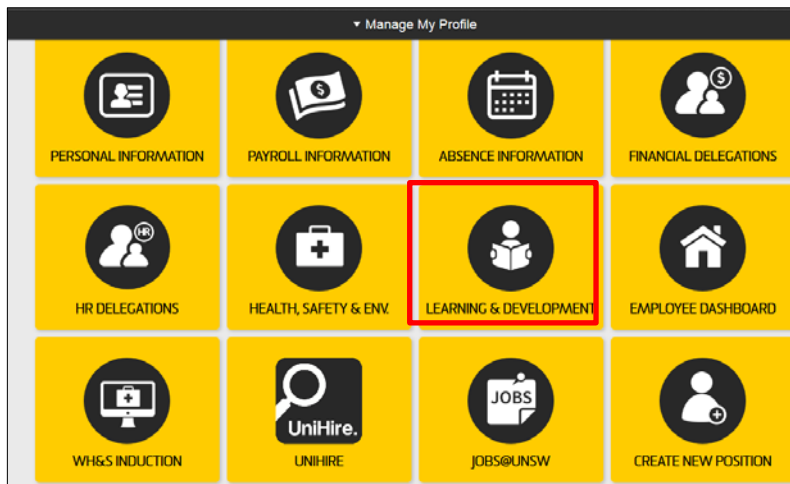 ▾ Manage My Profile
$
$
PERSONAL INFORMATION
PAYROLL INFORMATION
ABSENCE INFORMATION
FINANCIAL DELEGATIONS
HR
HR DELEGATIONS
HEALTH, SAFETY & ENV.
LEARNING & DEVELOPMENT
EMPLOYEE DASHBOARD
UniHire.
JOBS
WH&S INDUCTION
UNIHIRE
JOBS@UNSW
CREATE NEW POSITION